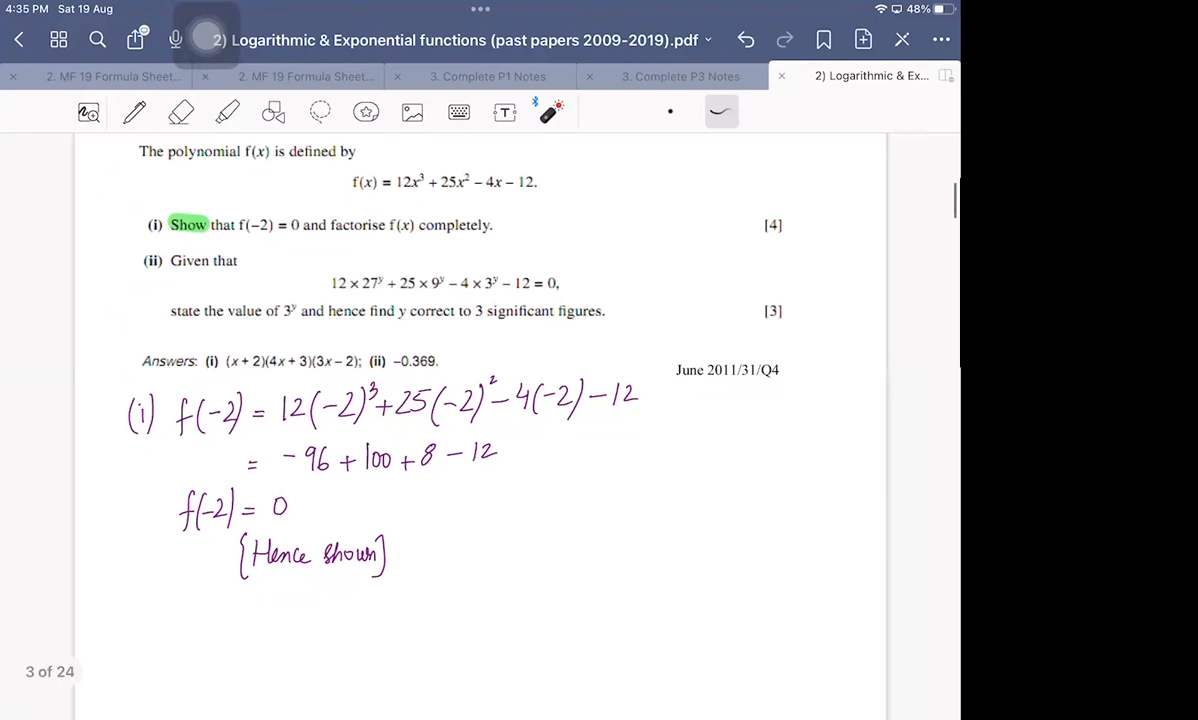 4:35 PM Sat 19 Aug
48%
2) Logarithmic & Exponential functions (past papers 2009-2019).pdf
2. MF 19 Formula Sheet...
2. MF 19 Formula Sheet...
3. Complete P1 Notes
3. Complete P3 Notes
2) Logarithmic & Ex...
The polynomial f(x) is defined by
f(x) = 12x³ + 25x² − 4x − 12.
(i) Show that f(−2) = 0 and factorise f(x) completely. [4]
(ii) Given that
12 × 27ʸ + 25 × 9ʸ − 4 × 3ʸ − 12 = 0,
state the value of 3ʸ and hence find y correct to 3 significant figures. [3]
Answers: (i) (x + 2)(4x + 3)(3x − 2); (ii) −0.369.
June 2011/31/Q4
(i) f(−2) = 12(−2)³+25(−2)²−4(−2)−12
= −96 + 100 + 8 − 12
f(−2) = 0
[Hence shown]
3 of 24